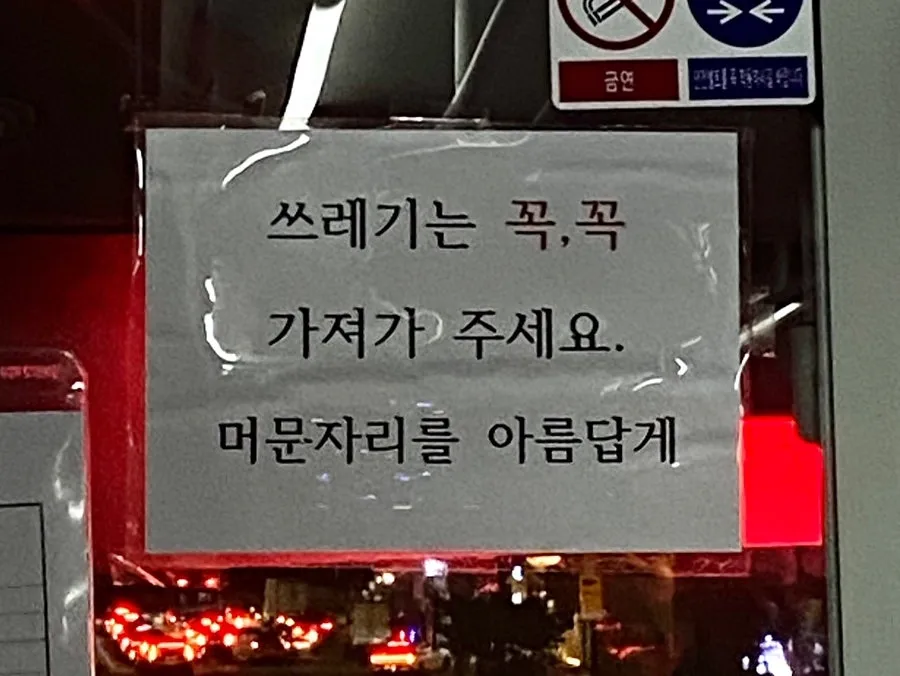 금연
쓰레기는 꼭,꼭
가져가 주세요.
머문자리를 아름답게